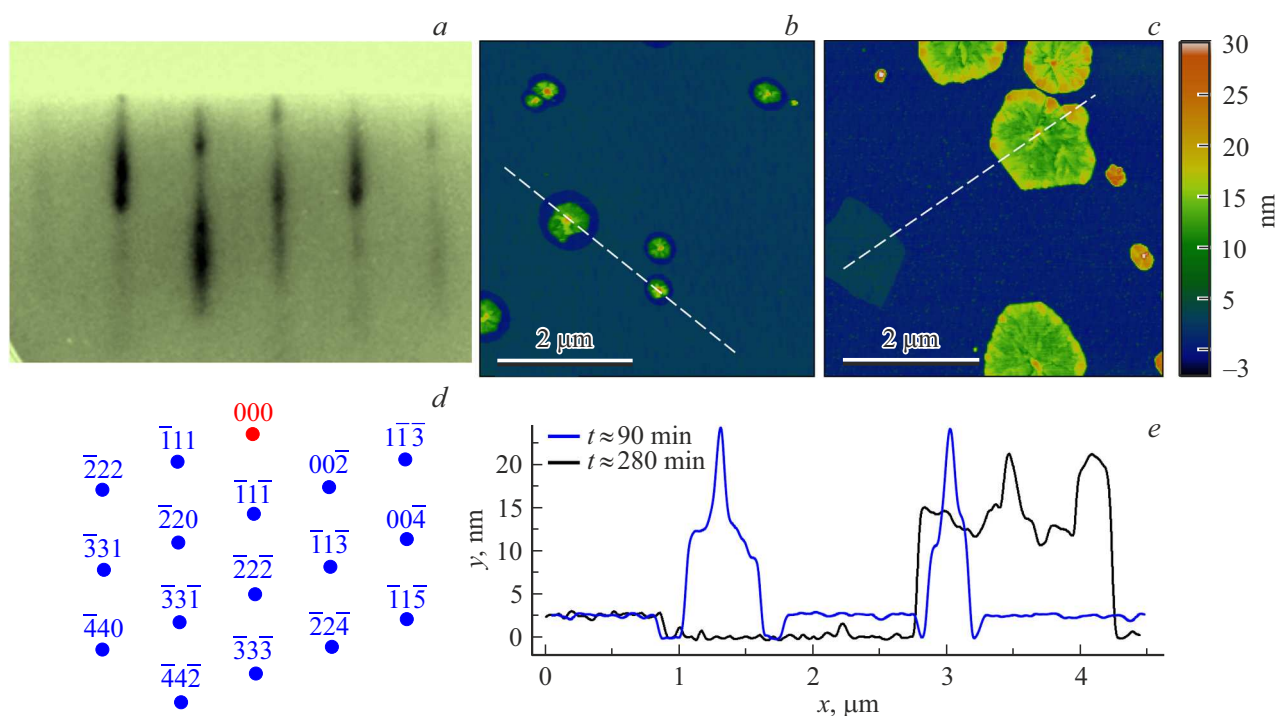 a
b
c
2 μm
2 μm
30
25
20
15
10
5
–3
nm
d
000
1̅11
11̅3̅
2̅22
002̅
1̅11̅
2̅20
004̅
3̅31
1̅13̅
2̅22̅
3̅31̅
4̅40
1̅15̅
2̅24̅
3̅33̅
4̅42̅
e
t ≈ 90 min
t ≈ 280 min
20
15
10
5
0
y, nm
0 1 2 3 4
x, μm